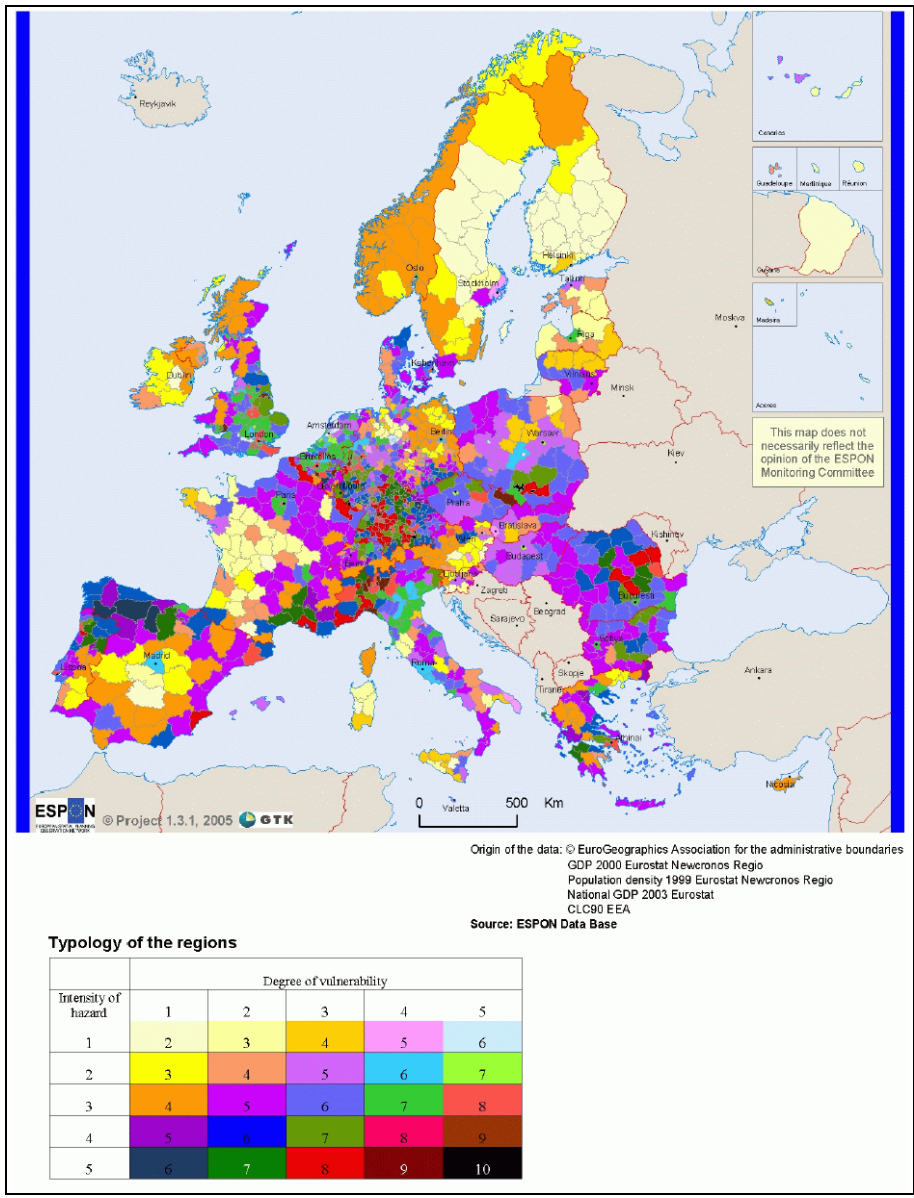 Reykjavik
Canarias
Guadeloupe Martinique Réunion
Guyane
Oslo
Helsinki
Stockholm
Tallinn
Madeira
Moskva
Riga
Kobenhavn
Dublin
Vilnius
Minsk
Acores
London
Amsterdam
Berlin
Warsaw
This map does not
necessarily reflect the
opinion of the ESPON
Monitoring Committee
Bruxelles
Kiev
Paris
Praha
Wien
Bratislava
Kishinev
Budapest
Ljubljana
Zagreb
Bucuresti
Beograd
Sarajevo
Sofiya
Madrid
Lisboa
Roma
Skopje
Tirane
Ankara
Athinai
Nicosia
Valetta
0 500 Km
ESPON
© Project 1.3.1, 2005 GTK
Origin of the data: © EuroGeographics Association for the administrative boundaries
GDP 2000 Eurostat Newcronos Regio
Population density 1999 Eurostat Newcronos Regio
National GDP 2003 Eurostat
CLC90 EEA
Source: ESPON Data Base
Typology of the regions
Degree of vulnerability
Intensity of
hazard 1 2 3 4 5
1 2 3 4 5 6
2 3 4 5 6 7
3 4 5 6 7 8
4 5 6 7 8 9
5 6 7 8 9 10